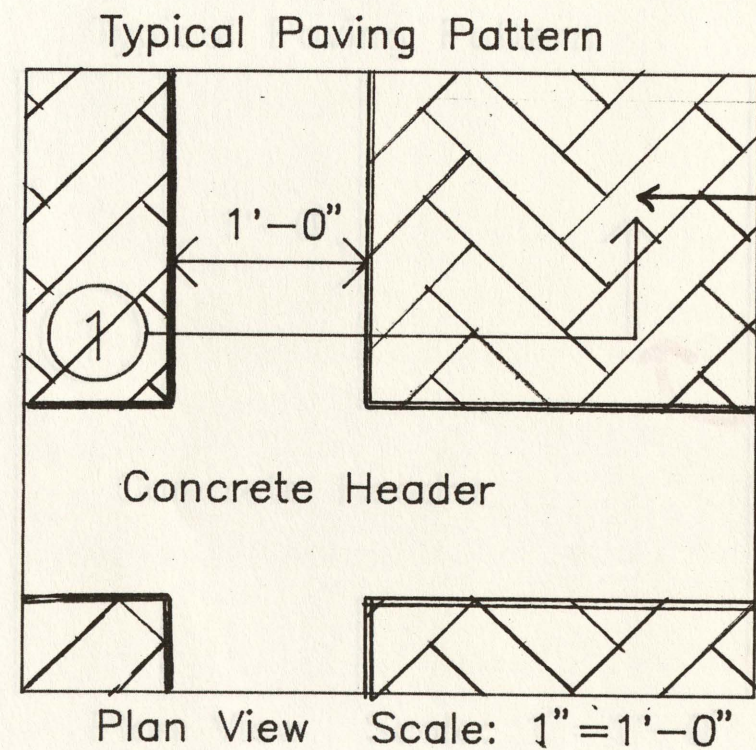 Typical Paving Pattern
1'-0"
1
Concrete Header
Plan View Scale: 1"=1'-0"